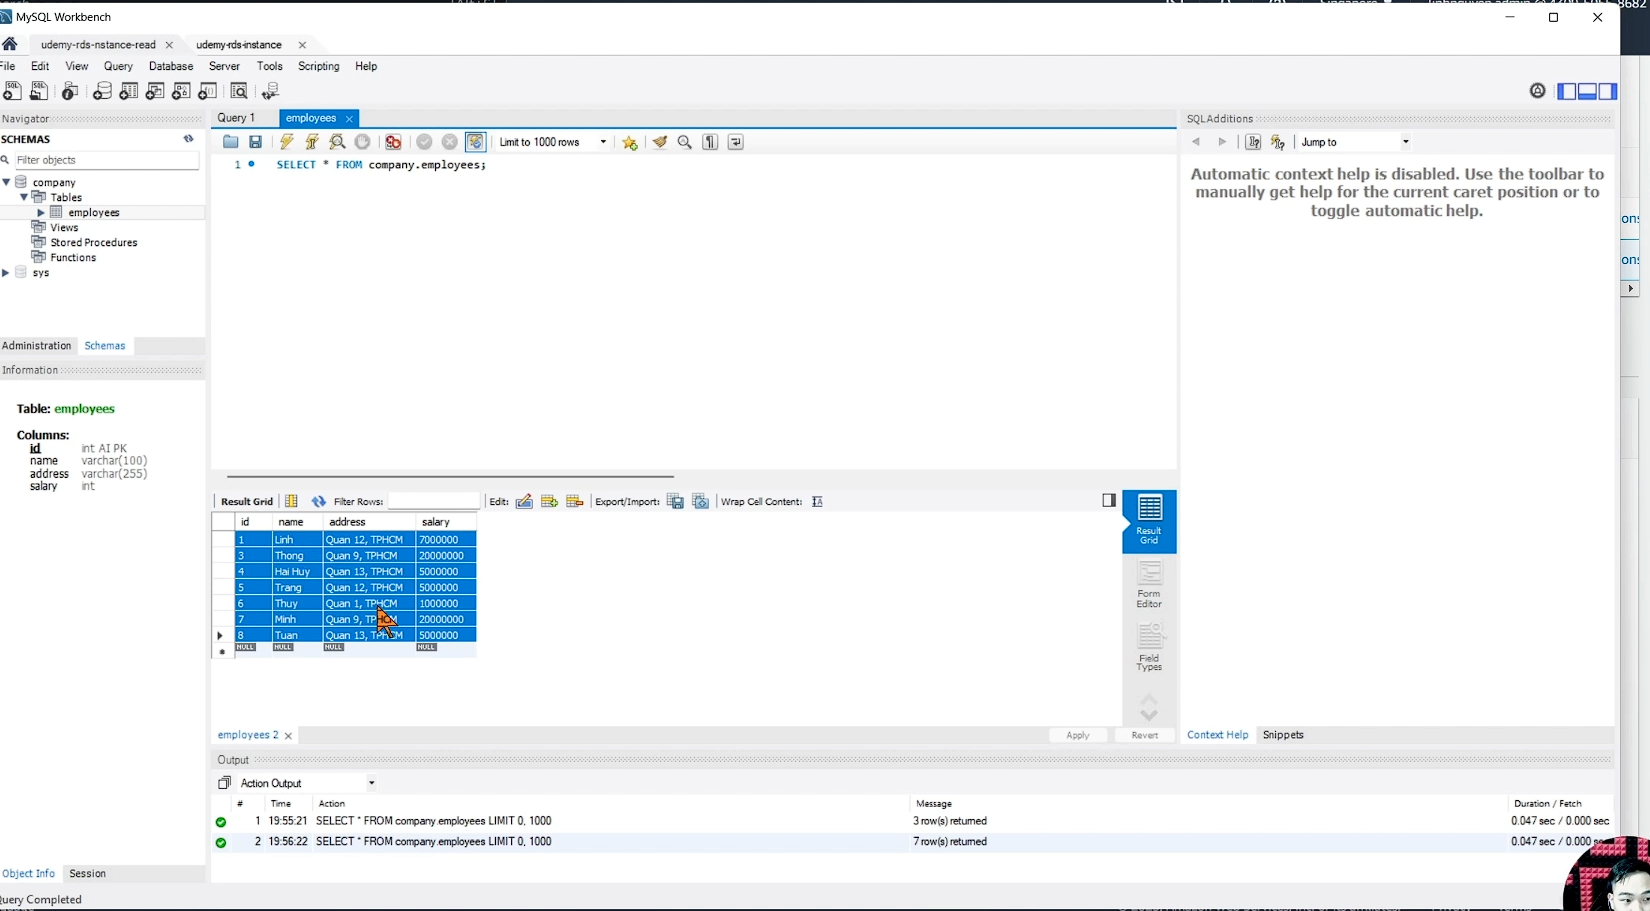 MySQL Workbench
udemy-rds-nstance-read
udemy-rds-instance
File Edit View Query Database Server Tools Scripting Help
Navigator
SCHEMAS
Filter objects
company
Tables
employees
Views
Stored Procedures
Functions
sys
Administration Schemas
Information
Table: employees
Columns:
id int AI PK
name varchar(100)
address varchar(255)
salary int
Object Info Session
Query Completed
Query 1 employees
Limit to 1000 rows
1 SELECT * FROM company.employees;
Result Grid Filter Rows: Edit: Export/Import: Wrap Cell Content:
id name address salary
1 Linh Quan 12, TPHCM 7000000
3 Thong Quan 9, TPHCM 20000000
4 Hai Huy Quan 13, TPHCM 5000000
5 Trang Quan 12, TPHCM 5000000
6 Thuy Quan 1, TPHCM 1000000
7 Minh Quan 9, TPHCM 20000000
8 Tuan Quan 13, TPHCM 5000000
NULL NULL NULL NULL
Result
Grid
Form
Editor
Field
Types
employees 2
Apply Revert
SQLAdditions
Jump to
Automatic context help is disabled. Use the toolbar to
manually get help for the current caret position or to
toggle automatic help.
Context Help Snippets
Output
Action Output
# Time Action Message Duration / Fetch
1 19:55:21 SELECT * FROM company.employees LIMIT 0, 1000 3 row(s) returned 0.047 sec / 0.000 sec
2 19:56:22 SELECT * FROM company.employees LIMIT 0, 1000 7 row(s) returned 0.047 sec / 0.000